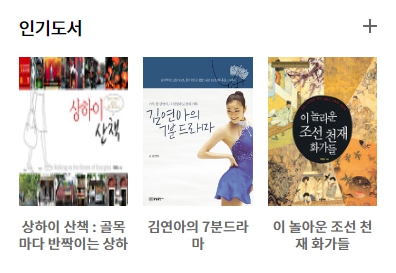 인기도서
+
상하이
산책
김연아의
7분드라마
이 놀라운
조선 천재
화가들
상하이 산책 : 골목
마다 반짝이는 상하
김연아의 7분드라
마
이 놀아운 조선 천
재 화가들